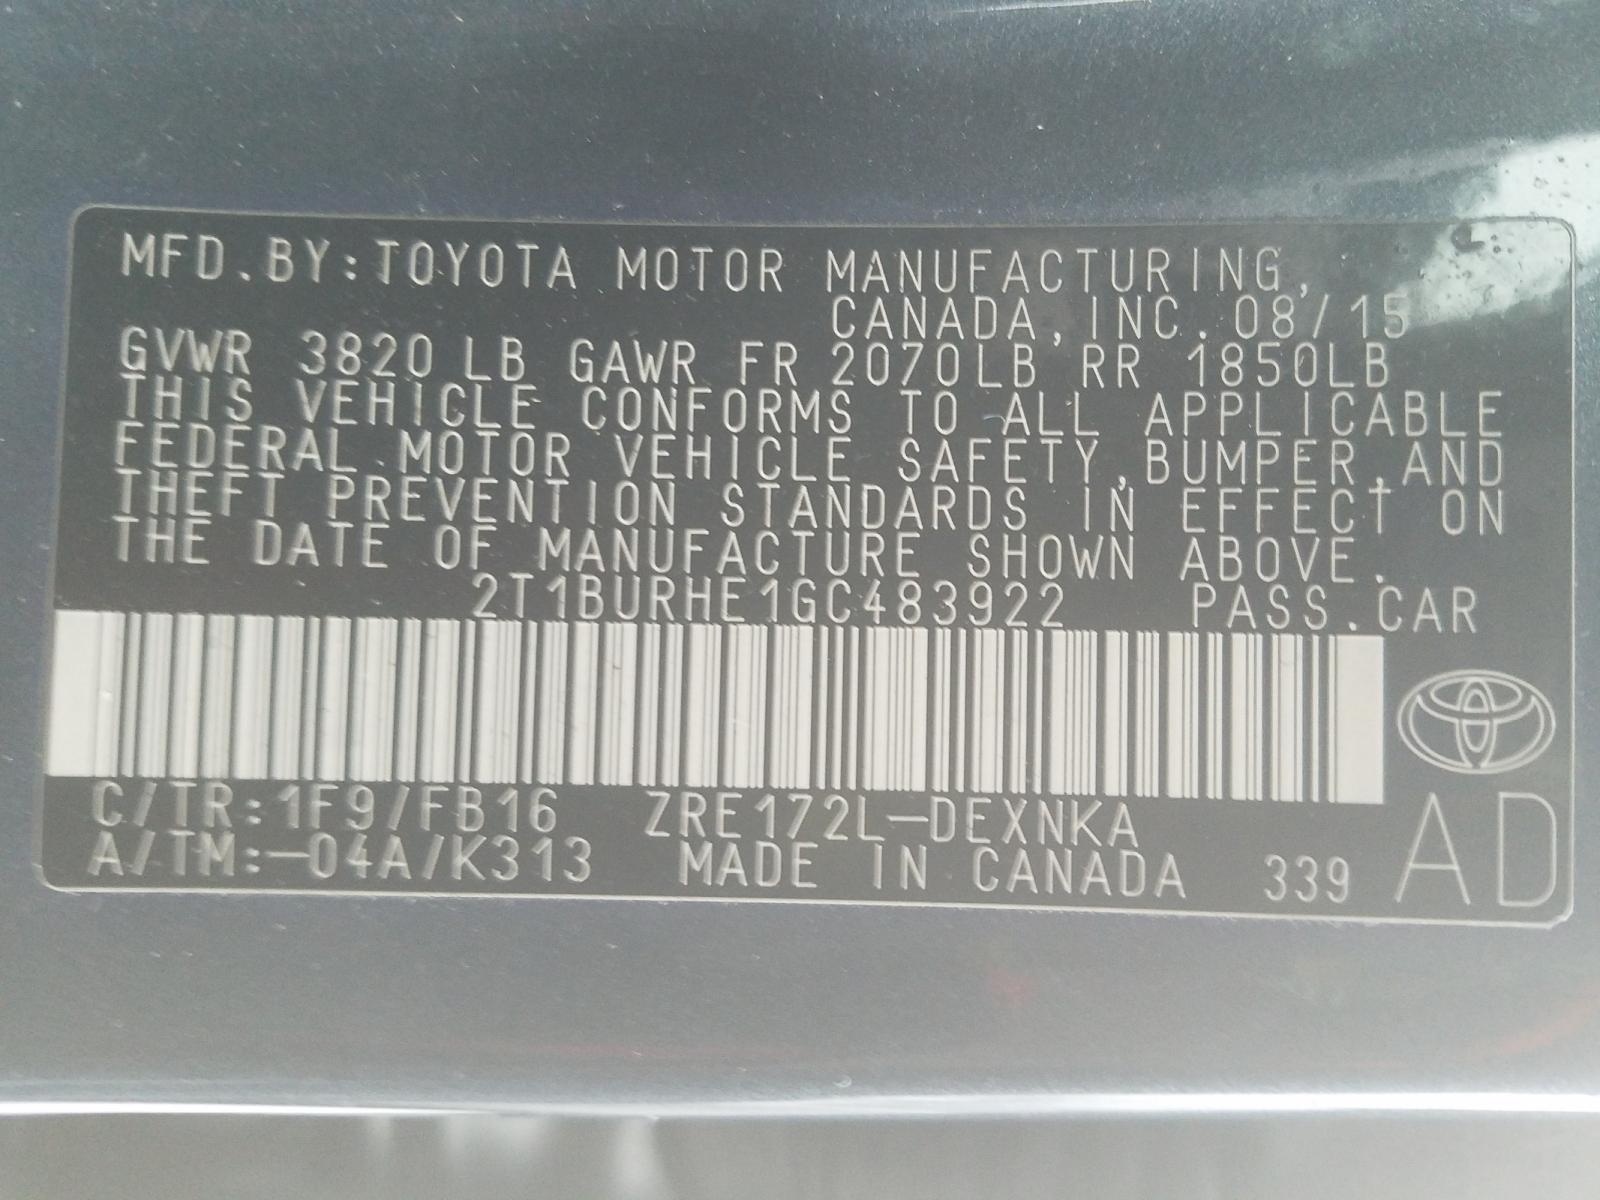 MFD.BY:TOYOTA MOTOR MANUFACTURING,
CANADA,INC.08/15
GVWR 3820LB GAWR FR 2070LB RR 1850LB
THIS VEHICLE CONFORMS TO ALL APPLICABLE
FEDERAL MOTOR VEHICLE SAFETY,BUMPER,AND
THEFT PREVENTION STANDARDS IN EFFECT ON
THE DATE OF MANUFACTURE SHOWN ABOVE.
2T1BURHE1GC483922 PASS.CAR
C/TR:1F9/FB16 ZRE172L-DEXNKA
A/TM:-04A/K313 MADE IN CANADA 339
AD